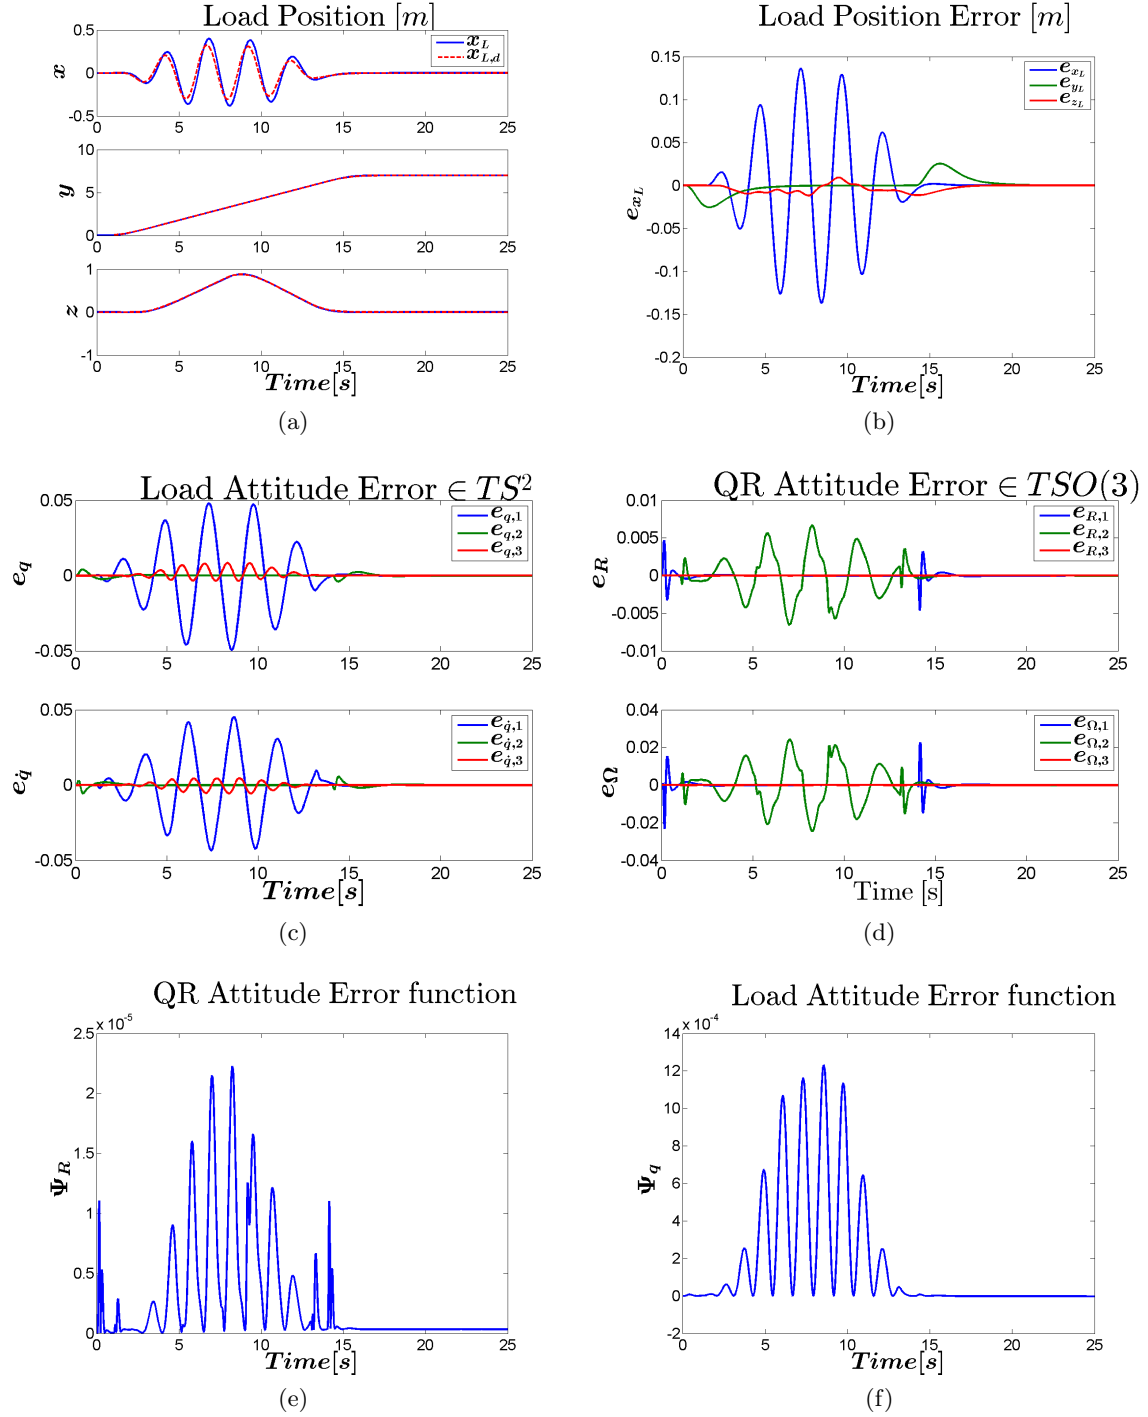 Load Position [m]
0.5
0
-0.5
x
x_L
x_{L,d}
0 5 10 15 20 25
10
5
0
y
0 5 10 15 20 25
1
0
-1
z
0 5 10 15 20 25
Time[s]
(a)
Load Position Error [m]
0.15
0.1
0.05
0
-0.05
-0.1
-0.15
-0.2
e_{x_L}
e_{x_L}
e_{y_L}
e_{z_L}
0 5 10 15 20 25
Time[s]
(b)
Load Attitude Error ∈ TS²
0.05
0
-0.05
e_q
e_{q,1}
e_{q,2}
e_{q,3}
0 5 10 15 20 25
0.05
0
-0.05
e_{q̇}
e_{q̇,1}
e_{q̇,2}
e_{q̇,3}
0 5 10 15 20 25
Time[s]
(c)
QR Attitude Error ∈ TSO(3)
0.01
0.005
0
-0.005
-0.01
e_R
e_{R,1}
e_{R,2}
e_{R,3}
0 5 10 15 20 25
0.04
0.02
0
-0.02
-0.04
e_Ω
e_{Ω,1}
e_{Ω,2}
e_{Ω,3}
0 5 10 15 20 25
Time [s]
(d)
QR Attitude Error function
x 10⁻⁵
2.5
2
1.5
1
0.5
0
Ψ_R
0 5 10 15 20 25
Time[s]
(e)
Load Attitude Error function
x 10⁻⁴
14
12
10
8
6
4
2
0
-2
Ψ_q
0 5 10 15 20 25
Time[s]
(f)